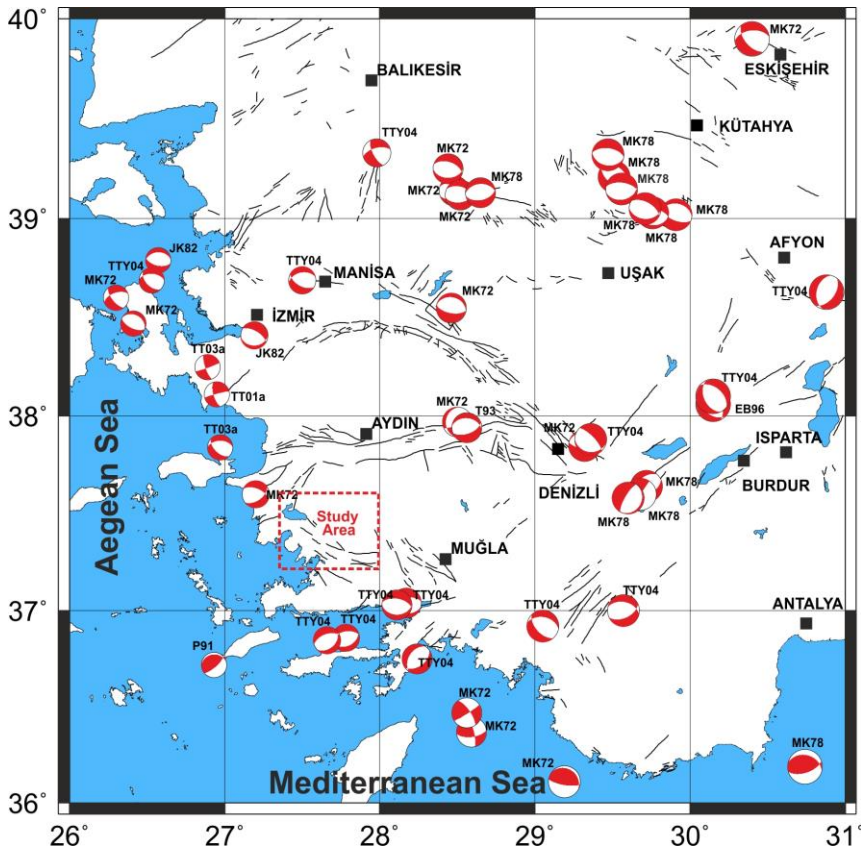 40°
MK72
ESKİŞEHİR
BALIKESİR
KÜTAHYA
TTY04
MK72
MK78
MK78
MK78
MK72
MK78
MK72
39°
MK78
MK78
MK78
JK82
TTY04
MK72
MK72
TTY04
MANİSA
İZMİR
JK82
MK72
UŞAK
AFYON
TTY04
TT03a
TT01a
TTY04
EB96
38°
TT03a
AYDIN
MK72
T93
MK72
TTY04
DENİZLİ
ISPARTA
BURDUR
MK72
MK78
MK78
MK78
Aegean Sea
Study
Area
MUĞLA
37°
TTY04
TTY04
TTY04
TTY04
TTY04
TTY04
ANTALYA
P91
TTY04
MK72
MK72
MK72
MK78
Mediterranean Sea
36°
26°
27°
28°
29°
30°
31°